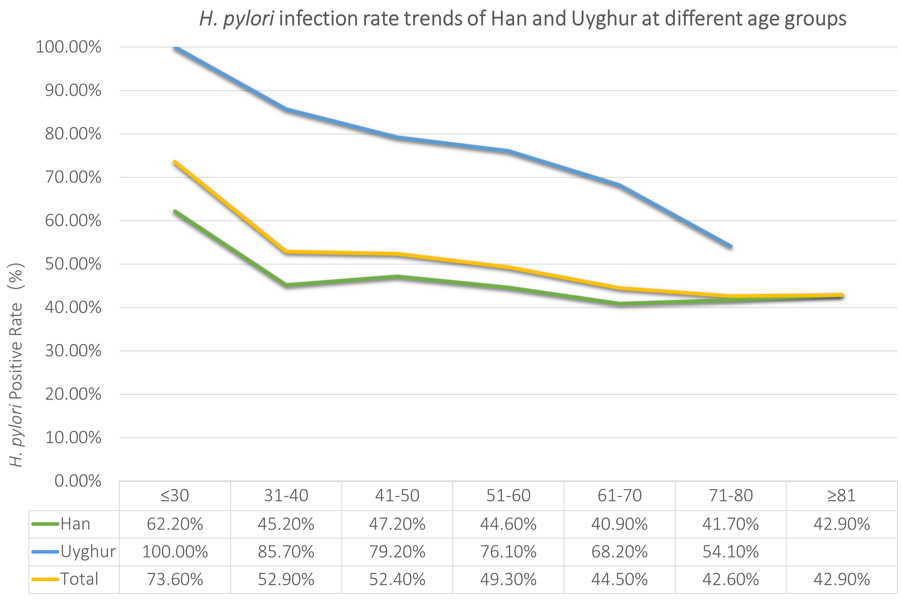 H. pylori infection rate trends of Han and Uyghur at different age groups
100.00%
90.00%
80.00%
70.00%
60.00%
50.00%
40.00%
30.00%
20.00%
10.00%
0.00%
H. pylori Positive Rate (%)
≤30 31-40 41-50 51-60 61-70 71-80 ≥81
Han 62.20% 45.20% 47.20% 44.60% 40.90% 41.70% 42.90%
Uyghur 100.00% 85.70% 79.20% 76.10% 68.20% 54.10%
Total 73.60% 52.90% 52.40% 49.30% 44.50% 42.60% 42.90%